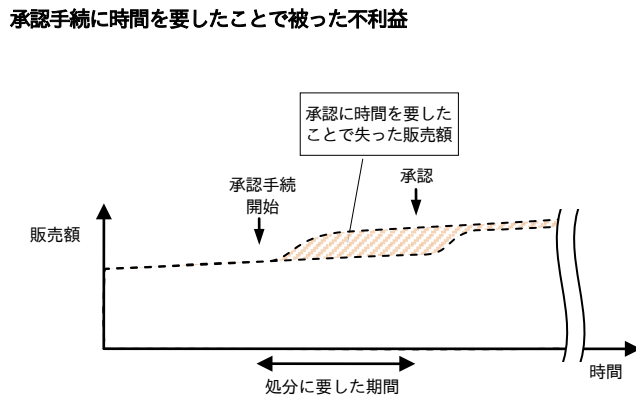 承認手続に時間を要したことで被った不利益
承認に時間を要した
ことで失った販売額
承認手続
開始
承認
販売額
時間
処分に要した期間